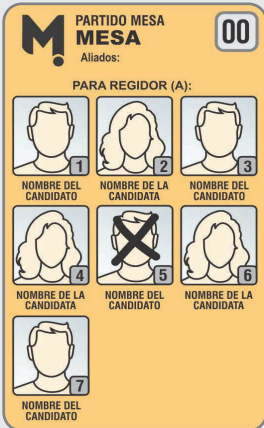 PARTIDO MESA
MESA
Aliados:
00
PARA REGIDOR (A):
1
2
3
NOMBRE DEL CANDIDATO
NOMBRE DE LA CANDIDATA
NOMBRE DEL CANDIDATO
4
5
6
NOMBRE DE LA CANDIDATA
NOMBRE DEL CANDIDATO
NOMBRE DE LA CANDIDATA
7
NOMBRE DEL CANDIDATO